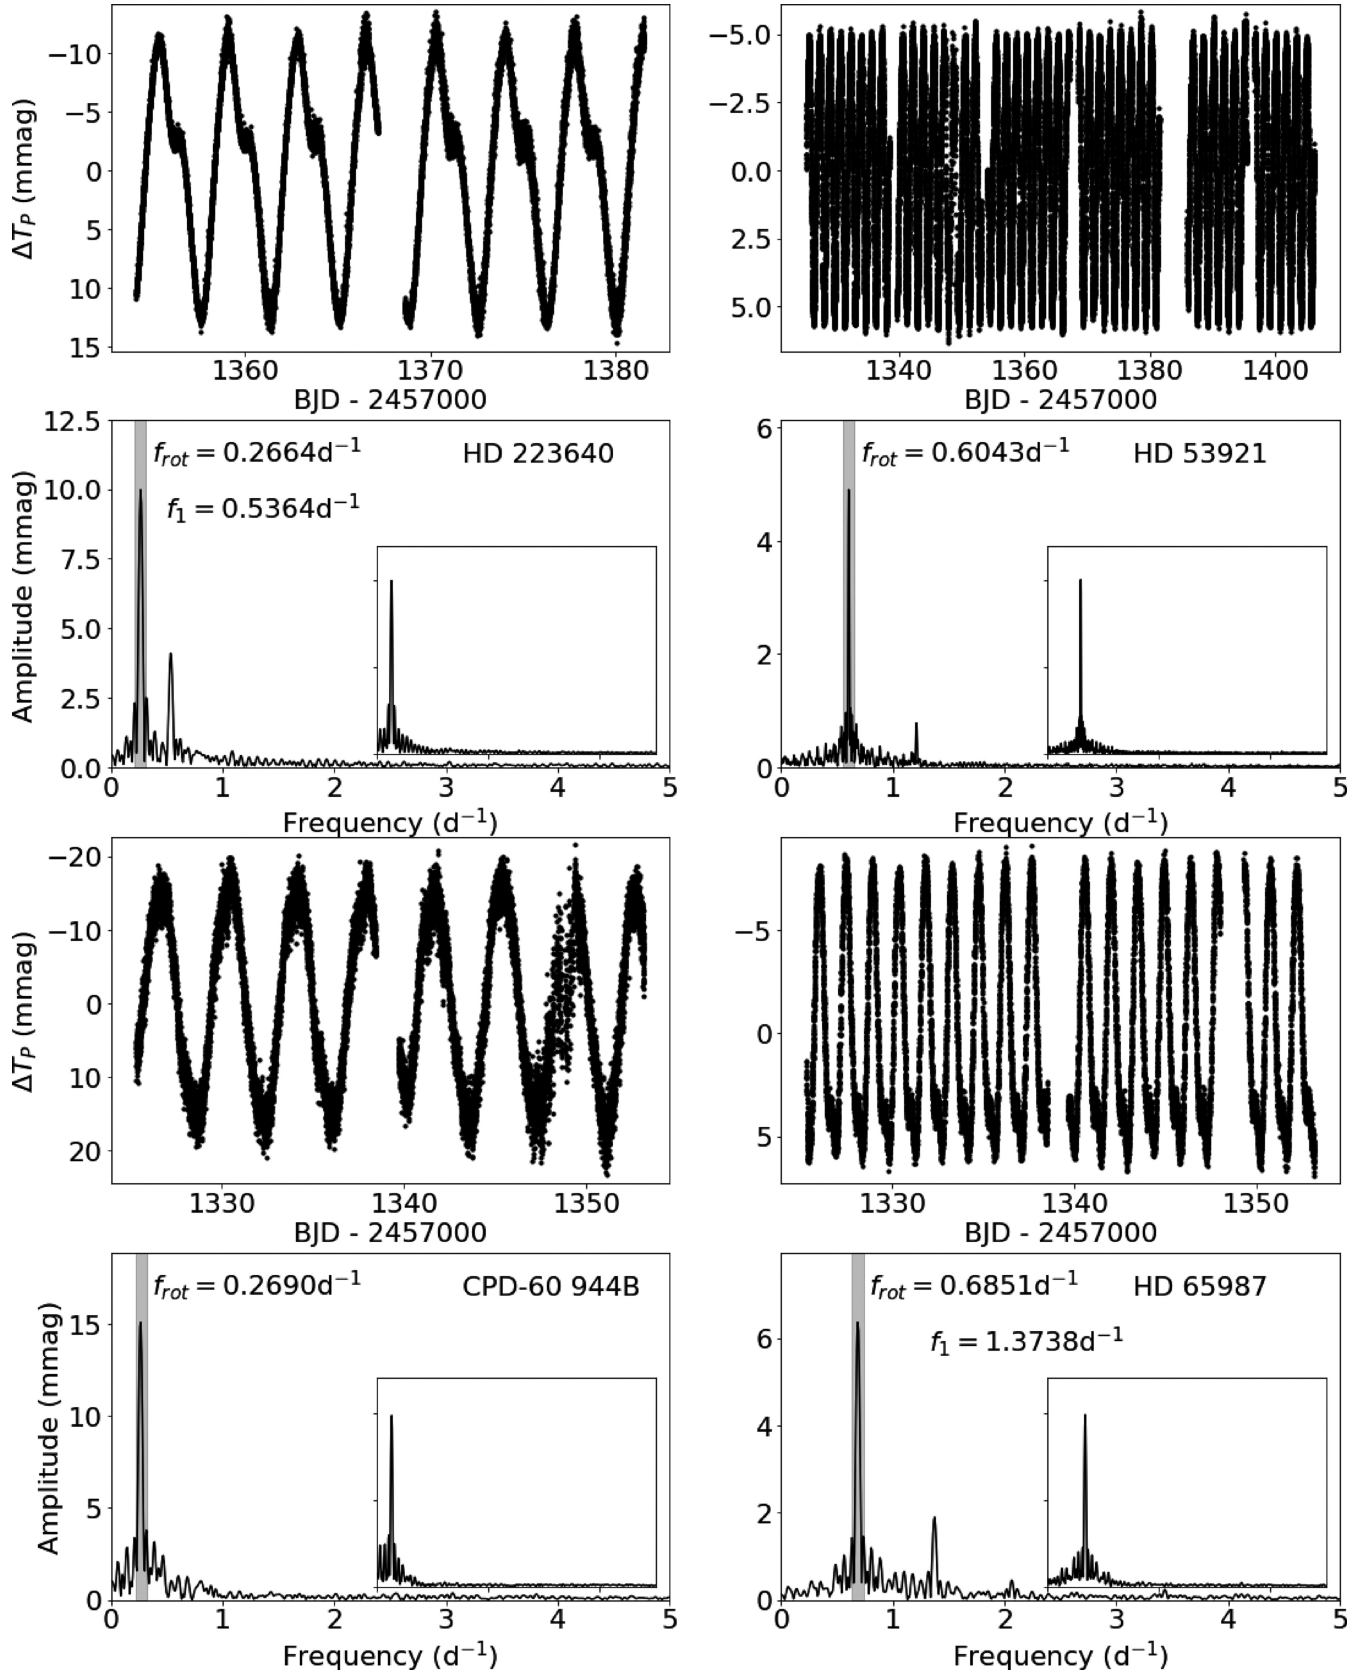 −10
−5
0
5
10
15
ΔT_P (mmag)
1360 1370 1380
BJD - 2457000
−5.0
−2.5
0.0
2.5
5.0
1340 1360 1380 1400
BJD - 2457000
12.5
10.0
7.5
5.0
2.5
0.0
Amplitude (mmag)
f_rot = 0.2664d⁻¹ HD 223640
f₁ = 0.5364d⁻¹
0 1 2 3 4 5
Frequency (d⁻¹)
6
4
2
0
f_rot = 0.6043d⁻¹ HD 53921
0 1 2 3 4 5
Frequency (d⁻¹)
−20
−10
0
10
20
ΔT_P (mmag)
1330 1340 1350
BJD - 2457000
−5
0
5
1330 1340 1350
BJD - 2457000
15
10
5
0
Amplitude (mmag)
f_rot = 0.2690d⁻¹ CPD-60 944B
0 1 2 3 4 5
Frequency (d⁻¹)
6
4
2
0
f_rot = 0.6851d⁻¹ HD 65987
f₁ = 1.3738d⁻¹
0 1 2 3 4 5
Frequency (d⁻¹)